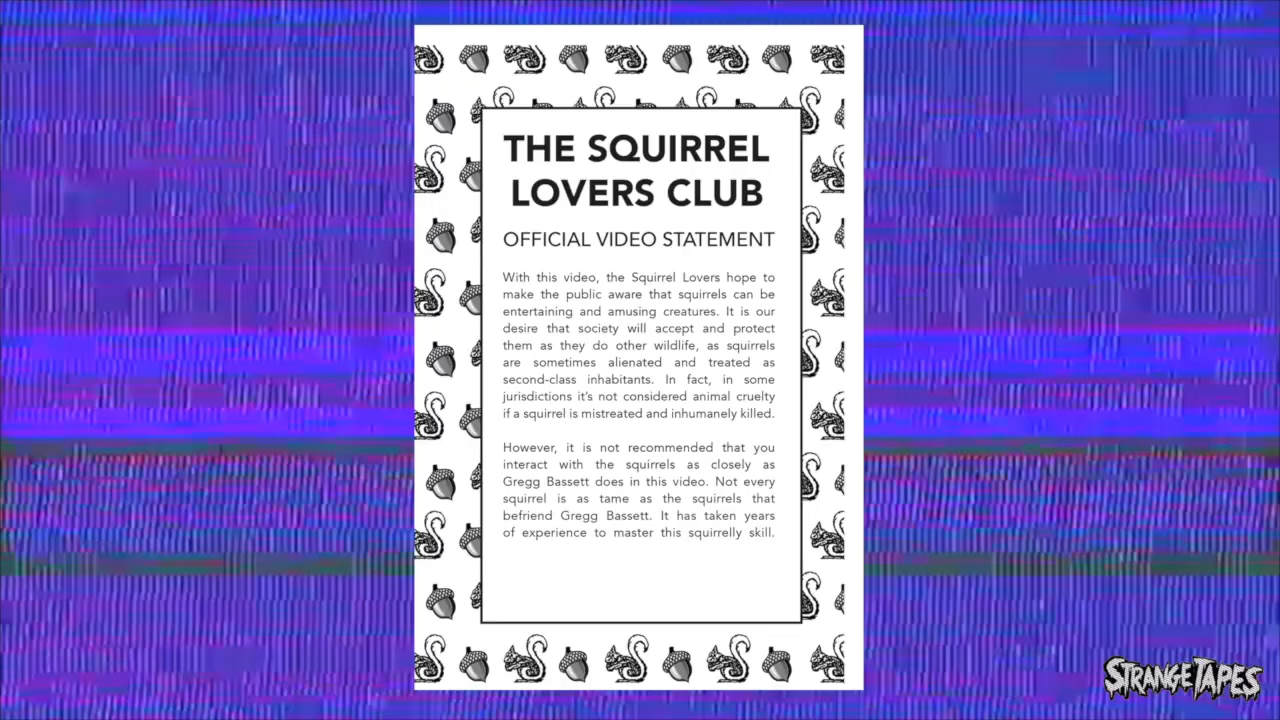 THE SQUIRREL
LOVERS CLUB
OFFICIAL VIDEO STATEMENT
With this video, the Squirrel Lovers hope to
make the public aware that squirrels can be
entertaining and amusing creatures. It is our
desire that society will accept and protect
them as they do other wildlife, as squirrels
are sometimes alienated and treated as
second-class inhabitants. In fact, in some
jurisdictions it's not considered animal cruelty
if a squirrel is mistreated and inhumanely killed.
However, it is not recommended that you
interact with the squirrels as closely as
Gregg Bassett does in this video. Not every
squirrel is as tame as the squirrels that
befriend Gregg Bassett. It has taken years
of experience to master this squirrelly skill.
STRANGE TAPES